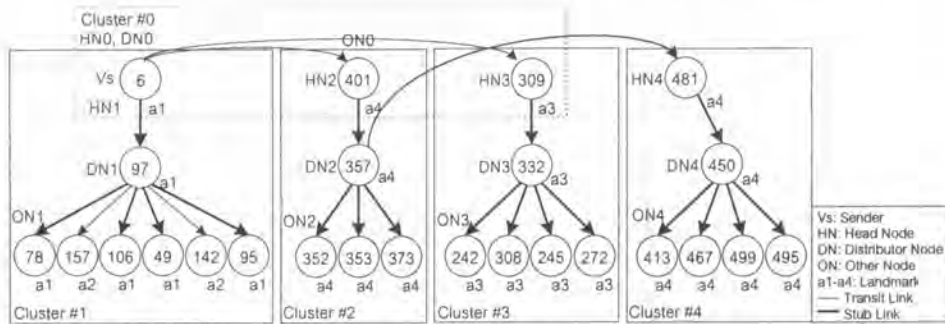 Cluster #0
HN0, DN0
ON0
Vs 6 HN2 401 HN3 309 HN4 481
HN1 a1 a4 a3 a4
DN1 97 DN2 357 DN3 332 DN4 450
a1 a4 a3 a4
ON1 ON2 ON3 ON4
78 157 106 49 142 95 352 353 373 242 308 245 272 413 467 499 495
a1 a2 a1 a1 a2 a1 a4 a4 a4 a3 a3 a3 a3 a4 a4 a4 a4
Cluster #1 Cluster #2 Cluster #3 Cluster #4
Vs: Sender
HN: Head Node
DN: Distributor Node
ON: Other Node
a1-a4: Landmark
Transit Link
Stub Link